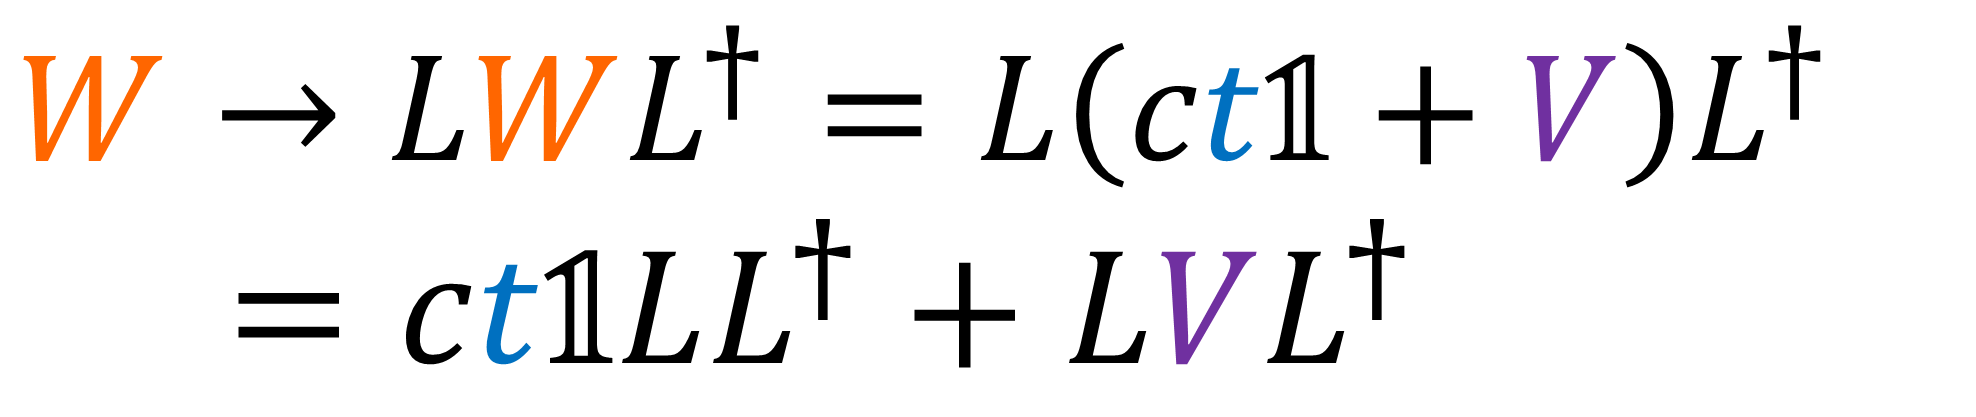 W → LWL† = L(ct𝟙 + V)L†
= ct𝟙LL† + LVL†